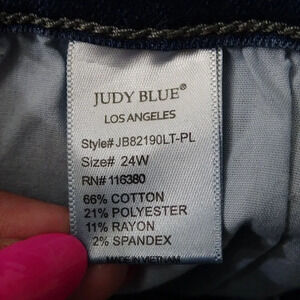 JUDY BLUE®
LOS ANGELES
Style# JB82190LT-PL
Size# 24W
RN# 116380
66% COTTON
21% POLYESTER
11% RAYON
2% SPANDEX
MADE IN VIETNAM